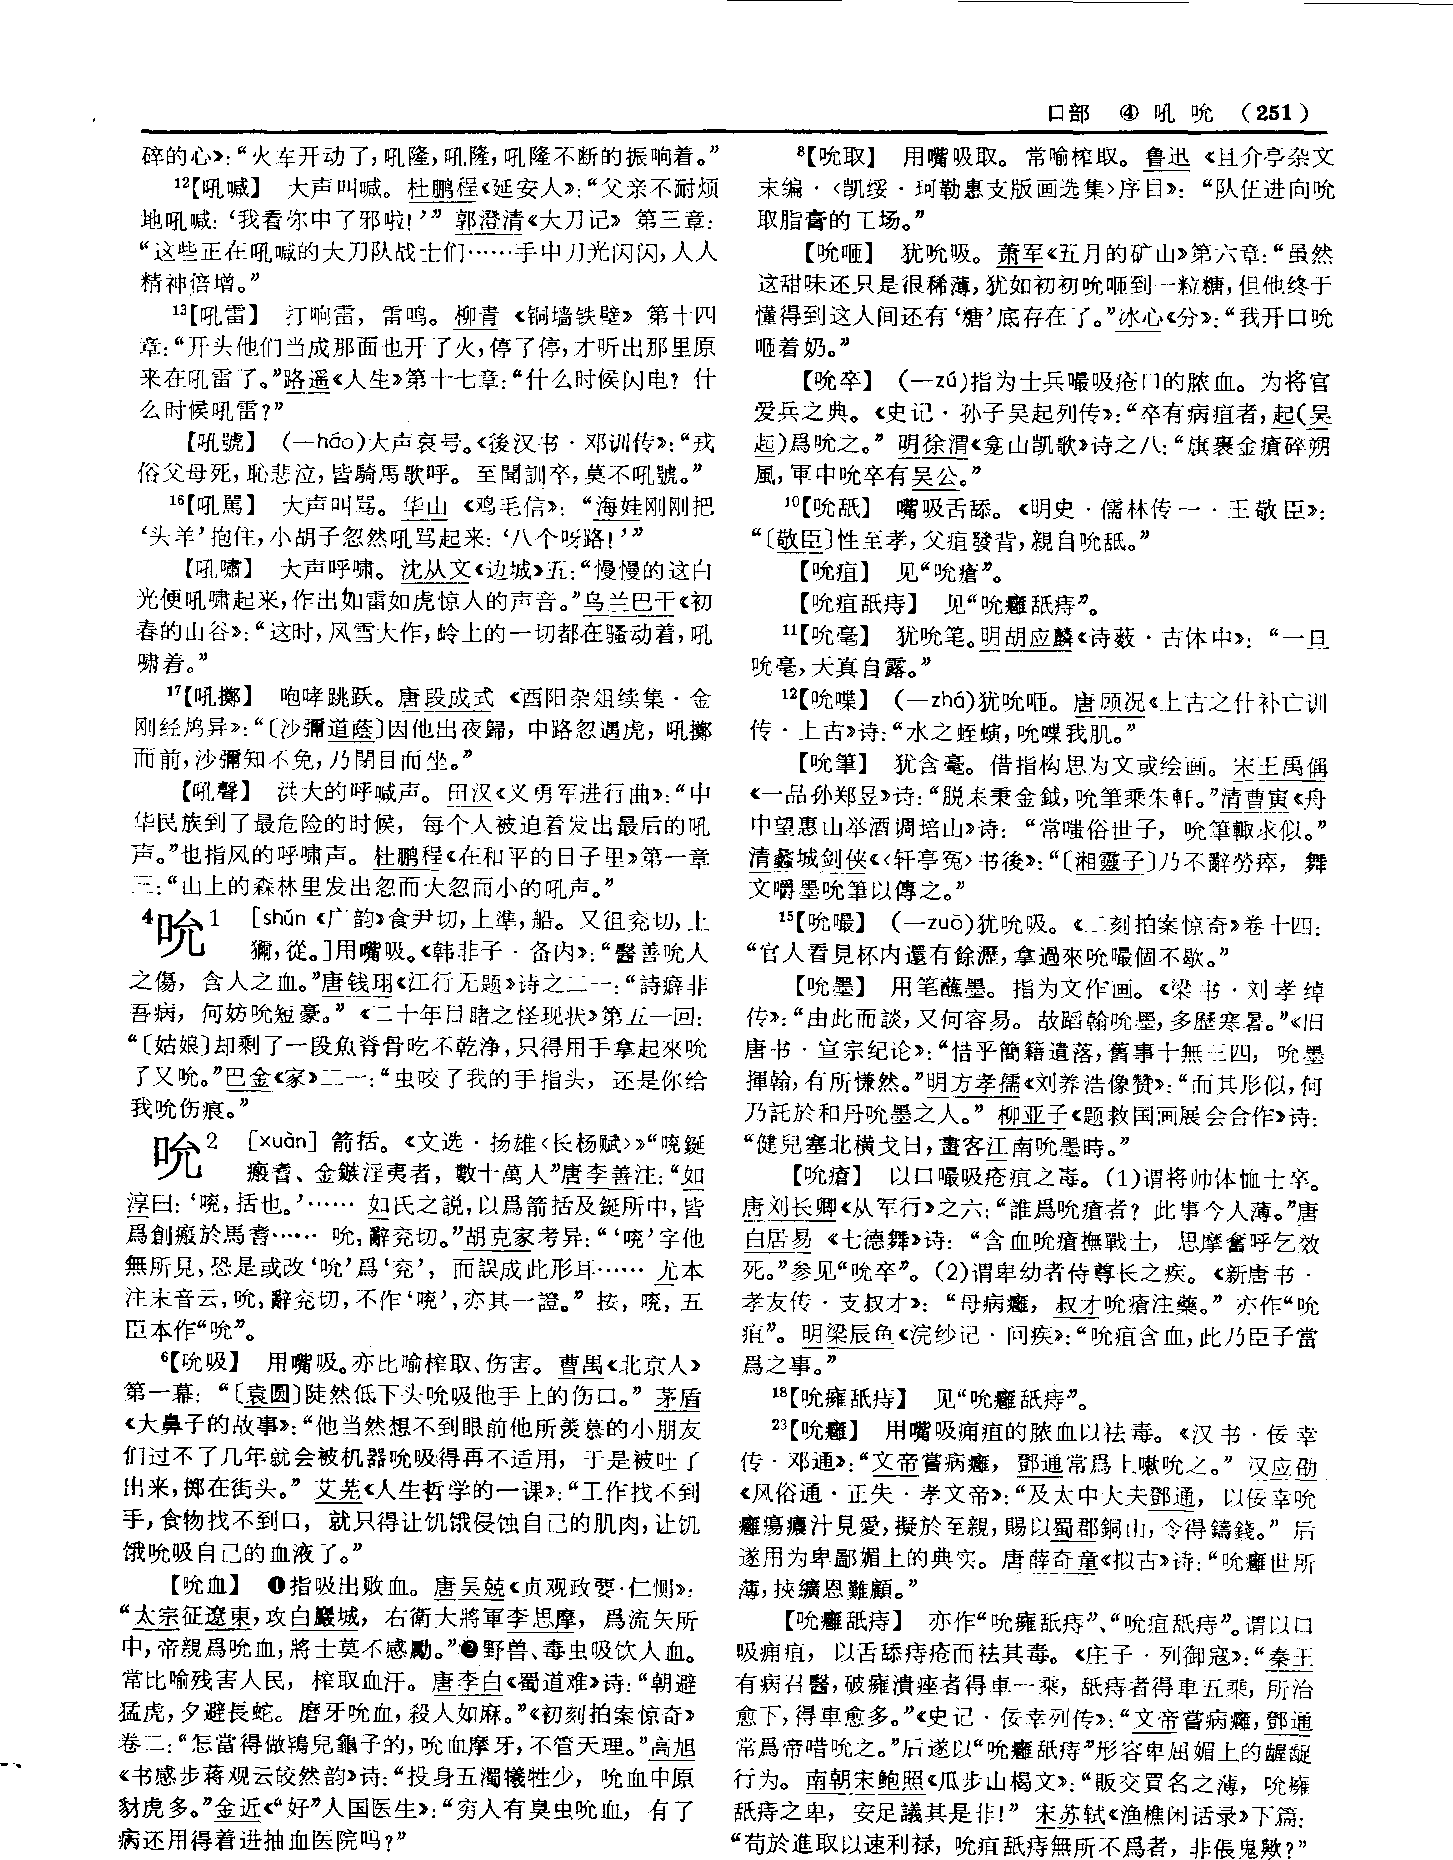 口部 ④ 吼 吮 （251）
碎的心》：“火车开动了，吼隆，吼隆，吼隆不断的振响着。”
12【吼喊】 大声叫喊。杜鹏程《延安人》：“父亲不耐烦
地吼喊：‘我看你中了邪啦！’”郭澄清《大刀记》第三章：
“这些正在吼喊的大刀队战士们……手中刀光闪闪，人人
精神倍增。”
13【吼雷】 打响雷，雷鸣。柳青《铜墙铁壁》第十四
章：“开头他们当成那面也开了火，停了停，才听出那里原
来在吼雷了。”路遥《人生》第十七章：“什么时候闪电？什
么时候吼雷？”
【吼號】（—háo）大声哀号。《後汉书·邓训传》：“戎
俗父母死，恥悲泣，皆騎馬歌呼。至聞訓卒，莫不吼號。”
16【吼駡】 大声叫骂。华山《鸡毛信》：“海娃刚刚把
‘头羊’抱住，小胡子忽然吼骂起来：‘八个呀路！’”
【吼嘯】 大声呼啸。沈从文《边城》五：“慢慢的这白
光便吼啸起来，作出如雷如虎惊人的声音。”乌兰巴干《初
春的山谷》：“这时，风雪大作，岭上的一切都在骚动着，吼
啸着。”
17【吼擲】 咆哮跳跃。唐段成式《酉阳杂俎续集·金
刚经鸠异》：“〔沙彌道蔭〕因他出夜歸，中路忽遇虎，吼擲
而前，沙彌知不免，乃閉目而坐。”
【吼聲】 洪大的呼喊声。田汉《义勇军进行曲》：“中
华民族到了最危险的时候，每个人被迫着发出最后的吼
声。”也指风的呼啸声。杜鹏程《在和平的日子里》第一章
三：“山上的森林里发出忽而大忽而小的吼声。”
4吮1 ［shǔn《广韵》食尹切，上準，船。又徂兗切，上
獮，從。］用嘴吸。《韩非子·备内》：“醫善吮人
之傷，含人之血。”唐钱珝《江行无题》诗之二一：“詩癖非
吾病，何妨吮短豪。”《二十年目睹之怪现状》第五一回：
“〔姑娘〕却剩了一段魚脊骨吃不乾净，只得用手拿起來吮
了又吮。”巴金《家》二一：“虫咬了我的手指头，还是你给
我吮伤痕。”
吮2 ［xuàn］箭括。《文选·扬雄〈长杨赋〉》“㖠鋋
瘢耆、金鏃淫夷者，數十萬人”唐李善注：“如
淳曰：‘㖠，括也。’……如氏之説，以爲箭括及鋋所中，皆
爲創瘢於馬耆……吮，辭兗切。”胡克家考异：“‘㖠’字他
無所見，恐是或改‘吮’爲‘兗’，而誤成此形耳……尤本
注末音云，吮，辭兗切，不作‘㖠’，亦其一證。”按，㖠，五
臣本作“吮”。
6【吮吸】 用嘴吸。亦比喻榨取、伤害。曹禺《北京人》
第一幕：“〔袁圆〕陡然低下头吮吸他手上的伤口。”茅盾
《大鼻子的故事》：“他当然想不到眼前他所羡慕的小朋友
们过不了几年就会被机器吮吸得再不适用，于是被吐了
出来，掷在街头。”艾芜《人生哲学的一课》：“工作找不到
手，食物找不到口，就只得让饥饿侵蚀自己的肌肉，让饥
饿吮吸自己的血液了。”
【吮血】 ❶指吸出败血。唐吴兢《贞观政要·仁恻》：
“太宗征遼東，攻白巖城，右衛大將軍李思摩，爲流矢所
中，帝親爲吮血，將士莫不感勵。”❷野兽、毒虫吸饮人血。
常比喻残害人民，榨取血汗。唐李白《蜀道难》诗：“朝避
猛虎，夕避長蛇。磨牙吮血，殺人如麻。”《初刻拍案惊奇》
卷二：“怎當得做鴇兒龜子的，吮血摩牙，不管天理。”高旭
《书感步蒋观云皎然韵》诗：“投身五濁犧牲少，吮血中原
豺虎多。”金近《“好”人国医生》：“穷人有臭虫吮血，有了
病还用得着进抽血医院吗？”
8【吮取】 用嘴吸取。常喻榨取。鲁迅《且介亭杂文
末编·〈凯绥·珂勒惠支版画选集〉序目》：“队伍进向吮
取脂膏的工场。”
【吮咂】 犹吮吸。萧军《五月的矿山》第六章：“虽然
这甜味还只是很稀薄，犹如初初吮咂到一粒糖，但他终于
懂得到这人间还有‘糖’底存在了。”冰心《分》：“我开口吮
咂着奶。”
【吮卒】（—zú）指为士兵嘬吸疮口的脓血。为将官
爱兵之典。《史记·孙子吴起列传》：“卒有病疽者，起（吴
起）爲吮之。”明徐渭《龛山凯歌》诗之八：“旗裹金瘡碎朔
風，軍中吮卒有吴公。”
10【吮舐】 嘴吸舌舔。《明史·儒林传一·王敬臣》：
“〔敬臣〕性至孝，父疽發背，親自吮舐。”
【吮疽】 见“吮瘡”。
【吮疽舐痔】 见“吮癰舐痔”。
11【吮毫】 犹吮笔。明胡应麟《诗薮·古体中》：“一旦
吮毫，天真自露。”
12【吮喋】（—zhá）犹吮咂。唐顾况《上古之什补亡训
传·上古》诗：“水之蛭螾，吮喋我肌。”
【吮筆】 犹含毫。借指构思为文或绘画。宋王禹偁
《一品孙郑昱》诗：“脱耒秉金鉞，吮筆乘朱軒。”清曹寅《舟
中望惠山举酒调培山》诗：“常嗤俗世子，吮筆輙求似。”
清蠡城剑侠《〈轩亭冤〉书後》：“〔湘靈子〕乃不辭勞瘁，舞
文嚼墨吮筆以傳之。”
15【吮嘬】（—zuō）犹吮吸。《二刻拍案惊奇》卷十四：
“官人看見杯内還有餘瀝，拿過來吮嘬個不歇。”
【吮墨】 用笔蘸墨。指为文作画。《梁书·刘孝绰
传》：“由此而談，又何容易。故蹈翰吮墨，多歷寒暑。”《旧
唐书·宣宗纪论》：“惜乎簡籍遺落，舊事十無三四，吮墨
揮翰，有所慊然。”明方孝孺《刘养浩像赞》：“而其形似，何
乃託於和丹吮墨之人。”柳亚子《题救国画展会合作》诗：
“健兒塞北横戈日，畫客江南吮墨時。”
【吮瘡】 以口嘬吸疮疽之毒。（1）谓将帅体恤士卒。
唐刘长卿《从军行》之六：“誰爲吮瘡者？此事今人薄。”唐
白居易《七德舞》诗：“含血吮瘡撫戰士，思摩奮呼乞效
死。”参见“吮卒”。（2）谓卑幼者侍尊长之疾。《新唐书·
孝友传·支叔才》：“母病癰，叔才吮瘡注藥。”亦作“吮
疽”。明梁辰鱼《浣纱记·问疾》：“吮疽含血，此乃臣子當
爲之事。”
18【吮癕舐痔】 见“吮癰舐痔”。
23【吮癰】 用嘴吸痈疽的脓血以祛毒。《汉书·佞幸
传·邓通》：“文帝嘗病癰，鄧通常爲上嗽吮之。”汉应劭
《风俗通·正失·孝文帝》：“及太中大夫鄧通，以佞幸吮
癰瘍癑汁見愛，擬於至親，賜以蜀郡銅山，令得鑄錢。”后
遂用为卑鄙媚上的典实。唐薛奇童《拟古》诗：“吮癰世所
薄，挾纊恩難顧。”
【吮癰舐痔】 亦作“吮癕舐痔”、“吮疽舐痔”。谓以口
吸痈疽，以舌舔痔疮而祛其毒。《庄子·列御寇》：“秦王
有病召醫，破癕潰痤者得車一乘，舐痔者得車五乘，所治
愈下，得車愈多。”《史记·佞幸列传》：“文帝嘗病癰，鄧通
常爲帝唶吮之。”后遂以“吮癰舐痔”形容卑屈媚上的龌龊
行为。南朝宋鲍照《瓜步山楬文》：“販交買名之薄，吮癕
舐痔之卑，安足議其是非！”宋苏轼《渔樵闲话录》下篇：
“苟於進取以速利禄，吮疽舐痔無所不爲者，非倀鬼歟？”